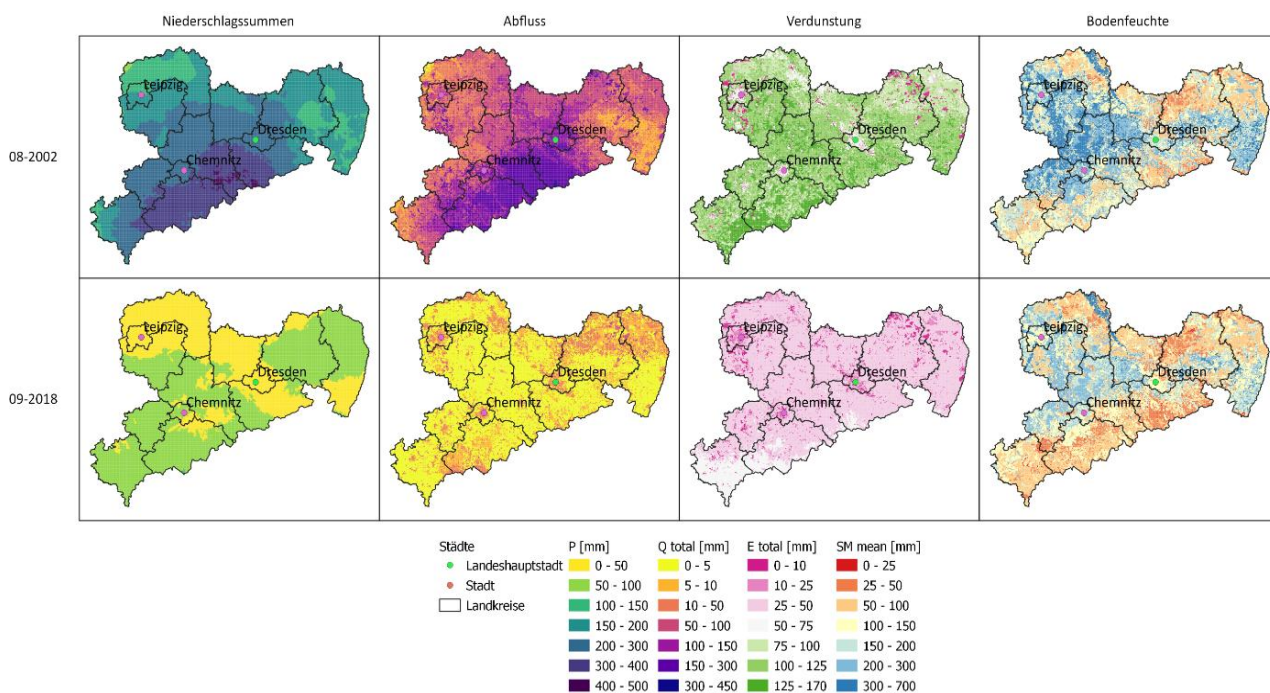 Niederschlagssummen Abfluss Verdunstung Bodenfeuchte
08-2002
Leipzig Dresden Chemnitz
Leipzig Dresden Chemnitz
Leipzig Dresden Chemnitz
Leipzig Dresden Chemnitz
09-2018
Leipzig Dresden Chemnitz
Leipzig Dresden Chemnitz
Leipzig Dresden Chemnitz
Leipzig Dresden Chemnitz
Städte
Landeshauptstadt
Stadt
Landkreise
P [mm]
0 - 50
50 - 100
100 - 150
150 - 200
200 - 300
300 - 400
400 - 500
Q total [mm]
0 - 5
5 - 10
10 - 50
50 - 100
100 - 150
150 - 300
300 - 450
E total [mm]
0 - 10
10 - 25
25 - 50
50 - 75
75 - 100
100 - 125
125 - 170
SM mean [mm]
0 - 25
25 - 50
50 - 100
100 - 150
150 - 200
200 - 300
300 - 700